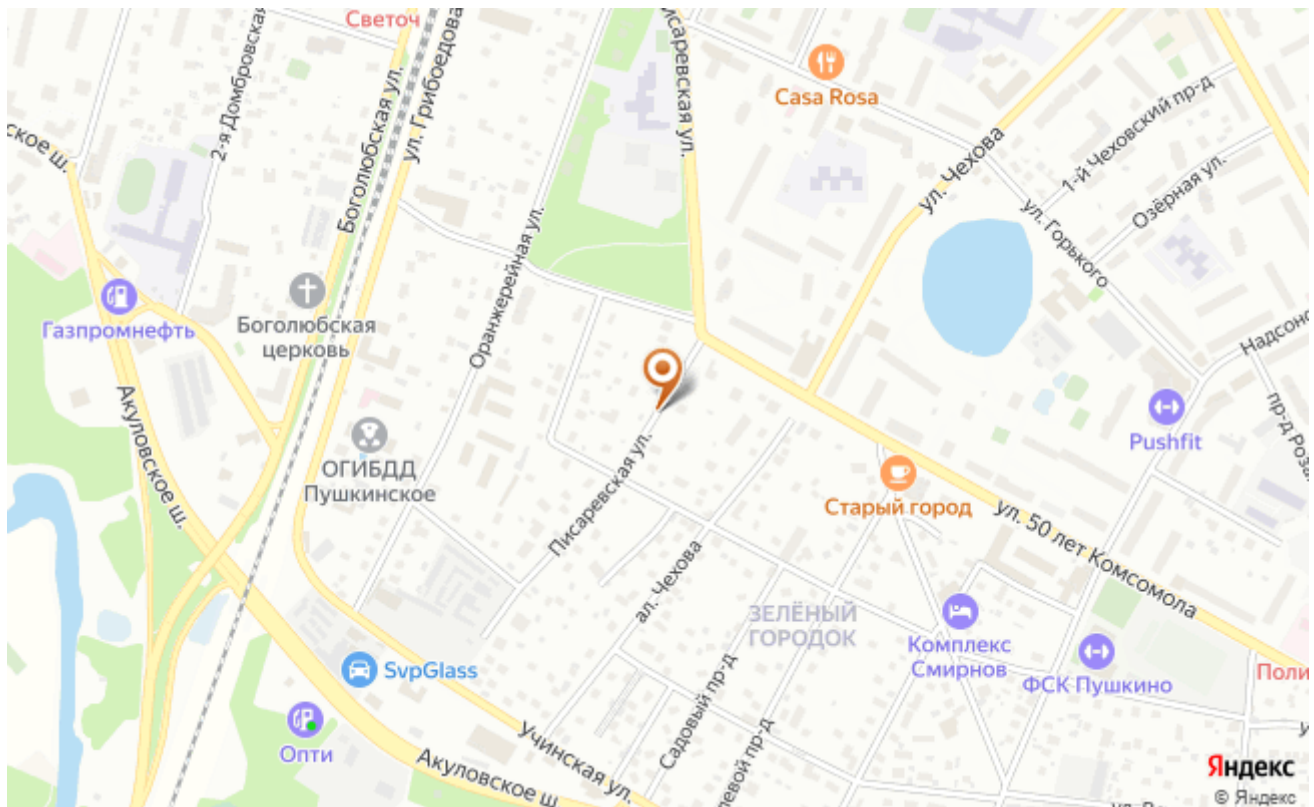 Светоч
2-я Домбровская
Боголюбская ул.
ул. Грибоедова
исаревская ул.
Casa Rosa
ул. Чехова
1-й Чеховский пр-д
Озёрная ул.
ское ш.
ул. Горького
Газпромнефть
Боголюбская
церковь
Оранжерейная ул.
Надсоно
Акуловское ш.
пр-д Роза
Pushfit
ОГИБДД
Пушкинское
Писаревская ул.
Старый город
ул. 50 лет Комсомола
ал. Чехова
ЗЕЛЁНЫЙ
ГОРОДОК
Комплекс
Смирнов
ФСК Пушкино
Поли
SvpGlass
Садовый пр-д
евой пр-д
Опти
Учинская ул.
Акуловское ш.
Яндекс
© Яндекс